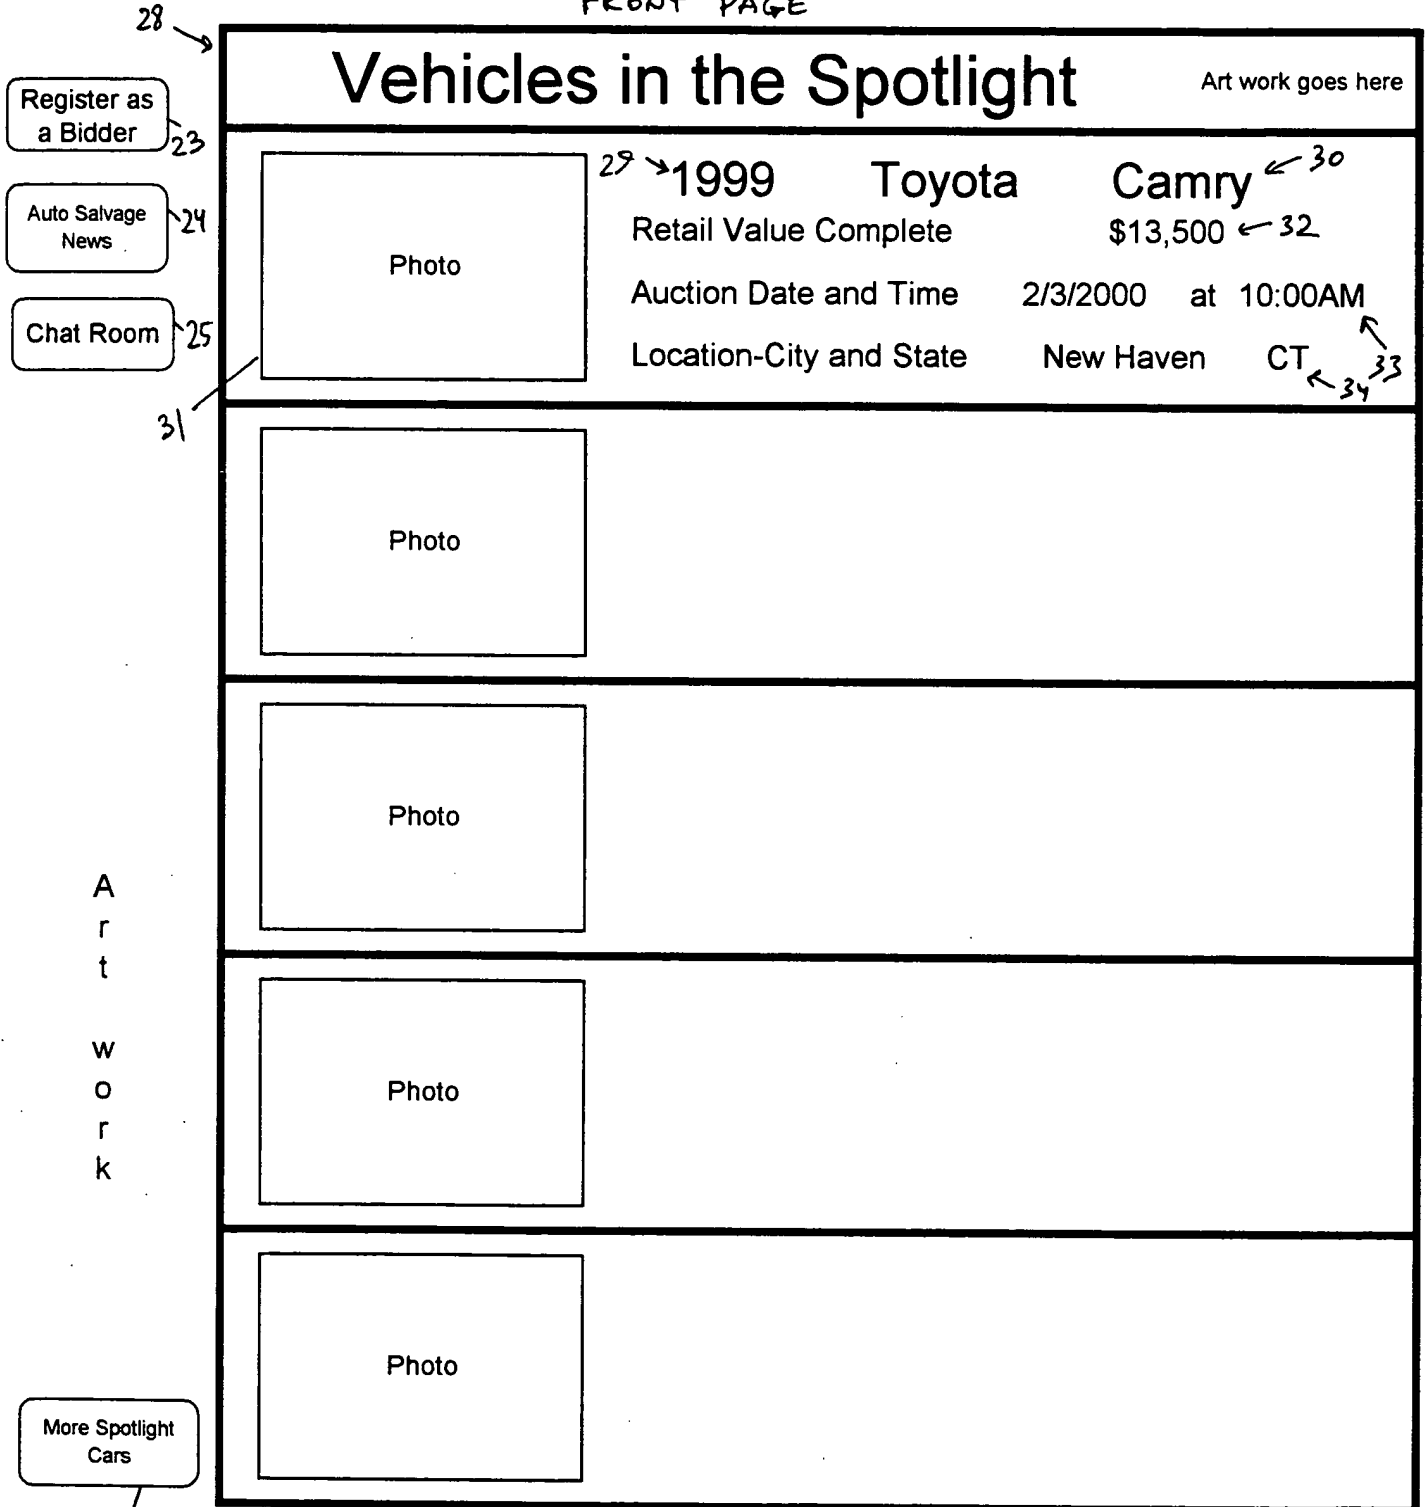 FRONT PAGE
28
Vehicles in the Spotlight
Art work goes here
Register as
a Bidder
23
Auto Salvage
News
24
Chat Room
25
Photo
31
29 1999 Toyota Camry 30
Retail Value Complete $13,500 32
Auction Date and Time 2/3/2000 at 10:00AM
33
Location-City and State New Haven CT
34
Photo
Photo
Photo
Photo
A
r
t
w
o
r
k
More Spotlight
Cars